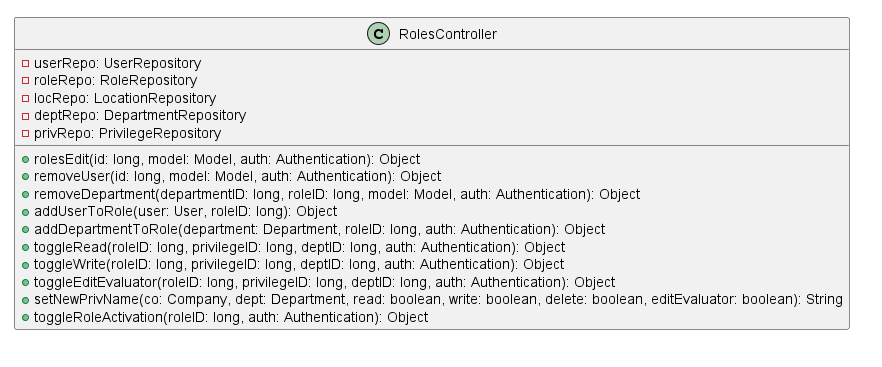 C RolesController
userRepo: UserRepository
roleRepo: RoleRepository
locRepo: LocationRepository
deptRepo: DepartmentRepository
privRepo: PrivilegeRepository
rolesEdit(id: long, model: Model, auth: Authentication): Object
removeUser(id: long, model: Model, auth: Authentication): Object
removeDepartment(departmentID: long, roleID: long, model: Model, auth: Authentication): Object
addUserToRole(user: User, roleID: long): Object
addDepartmentToRole(department: Department, roleID: long, auth: Authentication): Object
toggleRead(roleID: long, privilegeID: long, deptID: long, auth: Authentication): Object
toggleWrite(roleID: long, privilegeID: long, deptID: long, auth: Authentication): Object
toggleEditEvaluator(roleID: long, privilegeID: long, deptID: long, auth: Authentication): Object
setNewPrivName(co: Company, dept: Department, read: boolean, write: boolean, delete: boolean, editEvaluator: boolean): String
toggleRoleActivation(roleID: long, auth: Authentication): Object